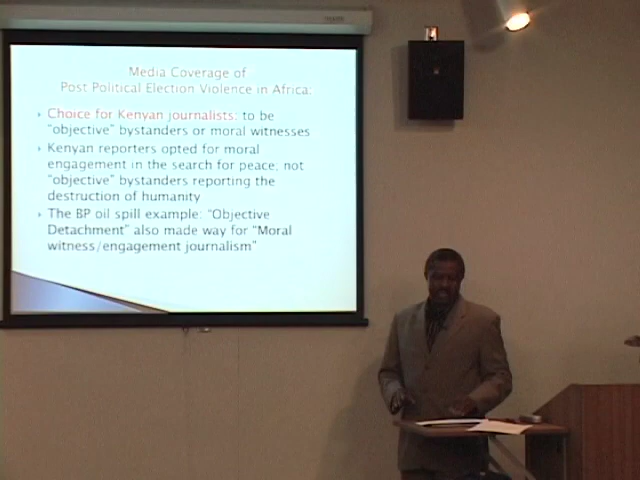 Media Coverage of
Post Political Election Violence in Africa:
Choice for Kenyan journalists: to be
"objective" bystanders or moral witnesses
Kenyan reporters opted for moral
engagement in the search for peace; not
"objective" bystanders reporting the
destruction of humanity
The BP oil spill example: "Objective
Detachment" also made way for "Moral
witness/engagement journalism"